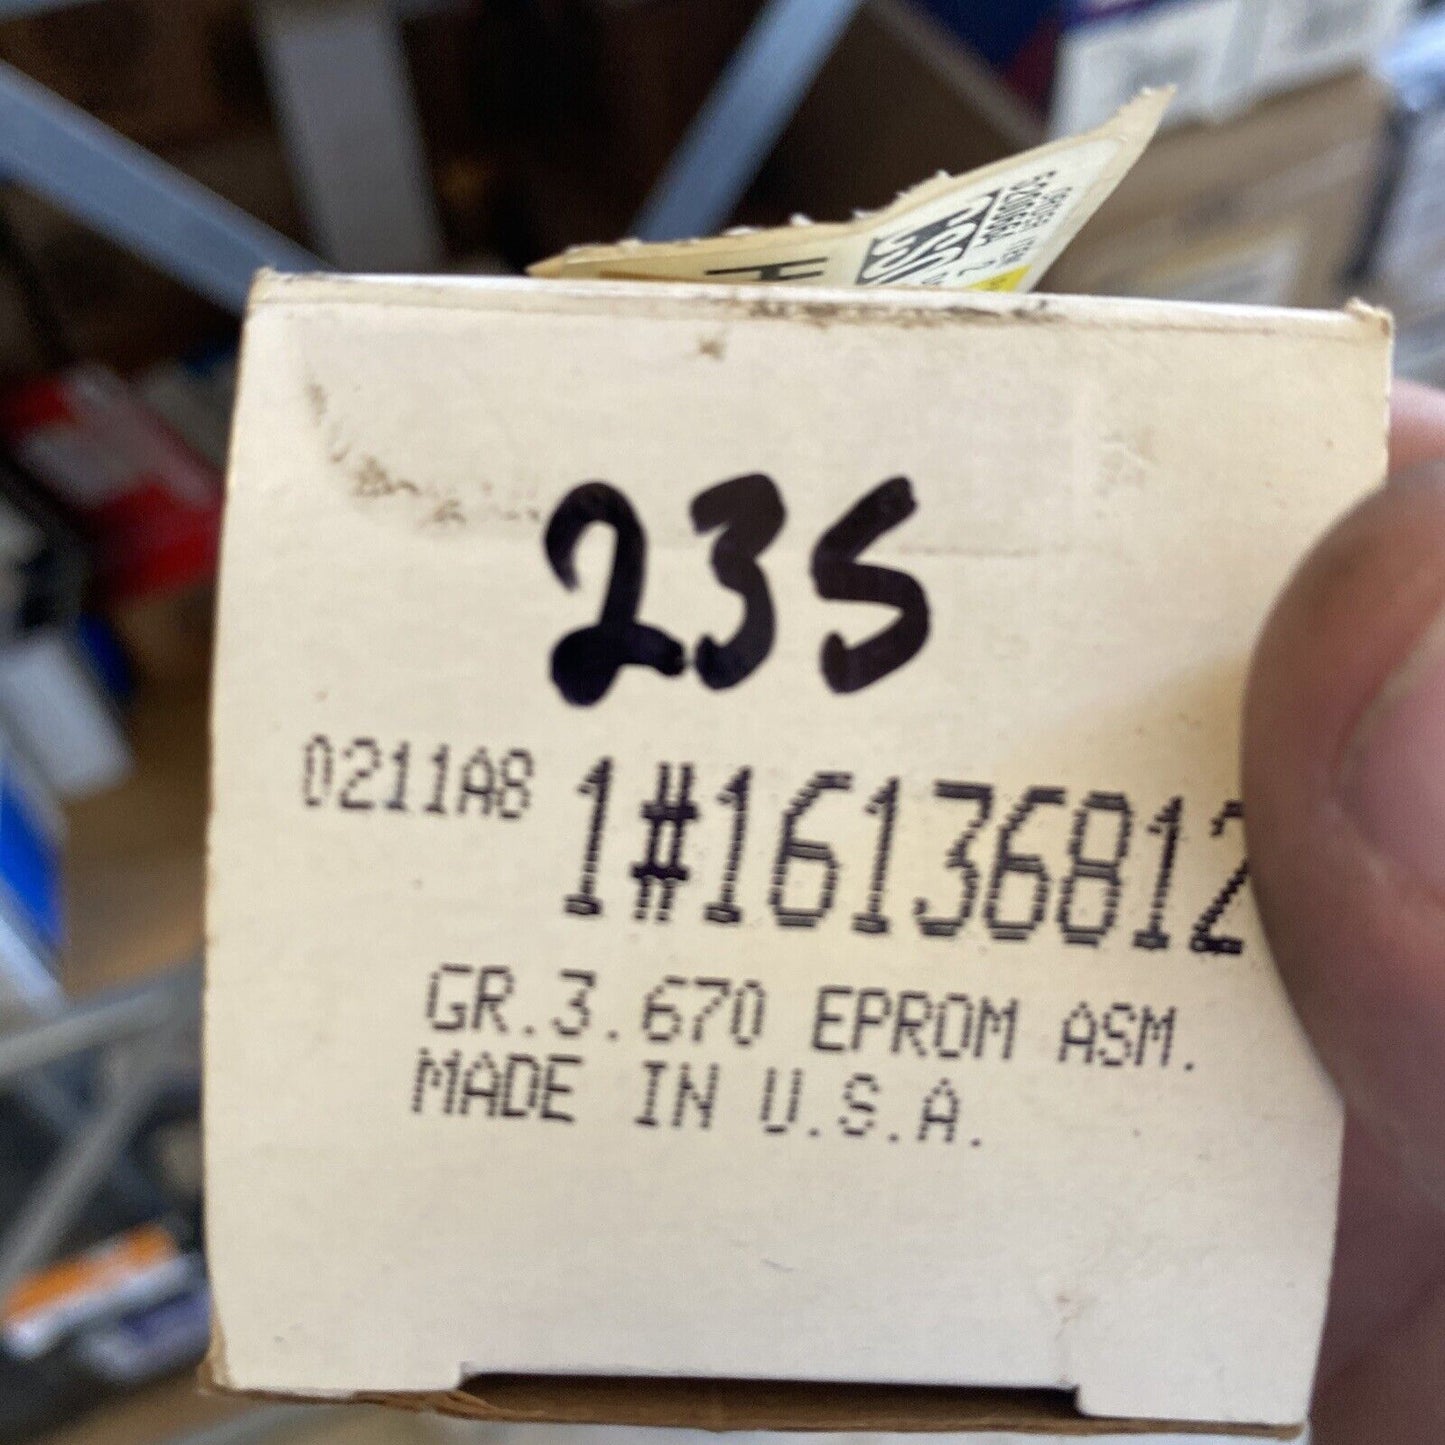 235
0211A8 1#16136812
GR.3.670 EPROM ASM.
MADE IN U.S.A.